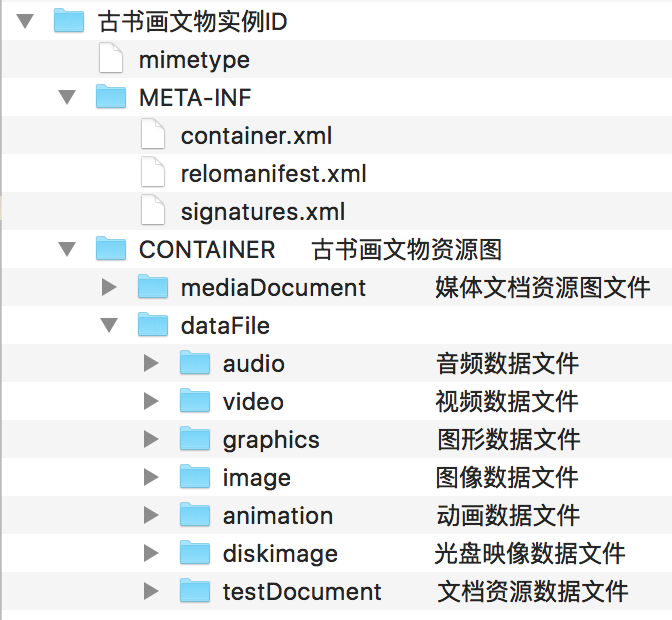 古书画文物实例ID
mimetype
META-INF
container.xml
relomanifest.xml
signatures.xml
CONTAINER 古书画文物资源图
mediaDocument 媒体文档资源图文件
dataFile
audio 音频数据文件
video 视频数据文件
graphics 图形数据文件
image 图像数据文件
animation 动画数据文件
diskimage 光盘映像数据文件
testDocument 文档资源数据文件